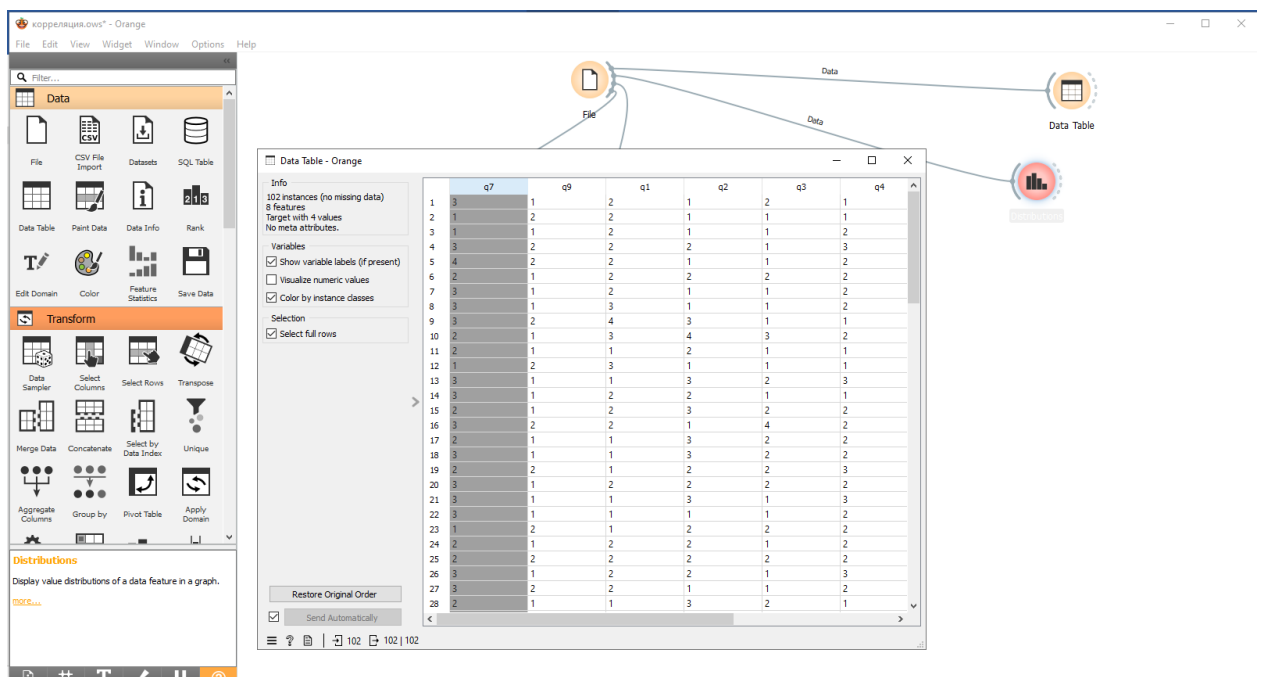 корреляция.ows* - Orange
File Edit View Widget Window Options Help
Filter...
Data
File
CSV File Import
Datasets
SQL Table
Data Table
Paint Data
Data Info
Rank
Edit Domain
Color
Feature Statistics
Save Data
Transform
Data Sampler
Select Columns
Select Rows
Transpose
Merge Data
Concatenate
Select by Data Index
Unique
Aggregate Columns
Group by
Pivot Table
Apply Domain
Distributions
Display value distributions of a data feature in a graph.
more...
File
Data
Data
Data Table
Distributions
Data Table - Orange
Info
102 instances (no missing data)
8 features
Target with 4 values
No meta attributes.
Variables
Show variable labels (if present)
Visualize numeric values
Color by instance classes
Selection
Select full rows
Restore Original Order
Send Automatically
102 102 | 102
q7 q9 q1 q2 q3 q4
1 3 1 2 1 2 1
2 1 2 2 1 1 1
3 1 1 2 1 1 2
4 3 2 2 2 1 3
5 4 2 2 1 1 2
6 2 1 2 2 2 2
7 3 1 2 1 1 2
8 3 1 3 1 1 2
9 3 2 4 3 1 1
10 2 1 3 4 3 2
11 2 1 1 2 1 1
12 1 2 3 1 1 1
13 3 1 1 3 2 3
14 3 1 2 2 1 1
15 2 1 2 3 2 2
16 3 2 2 1 4 2
17 2 1 1 3 2 2
18 3 1 1 3 2 2
19 2 2 1 2 2 3
20 3 1 2 2 2 2
21 3 1 1 3 1 3
22 3 1 1 1 1 2
23 1 2 1 2 2 2
24 2 1 2 2 1 2
25 2 2 2 2 2 2
26 3 1 2 2 1 3
27 3 2 2 1 1 2
28 2 1 1 3 2 1